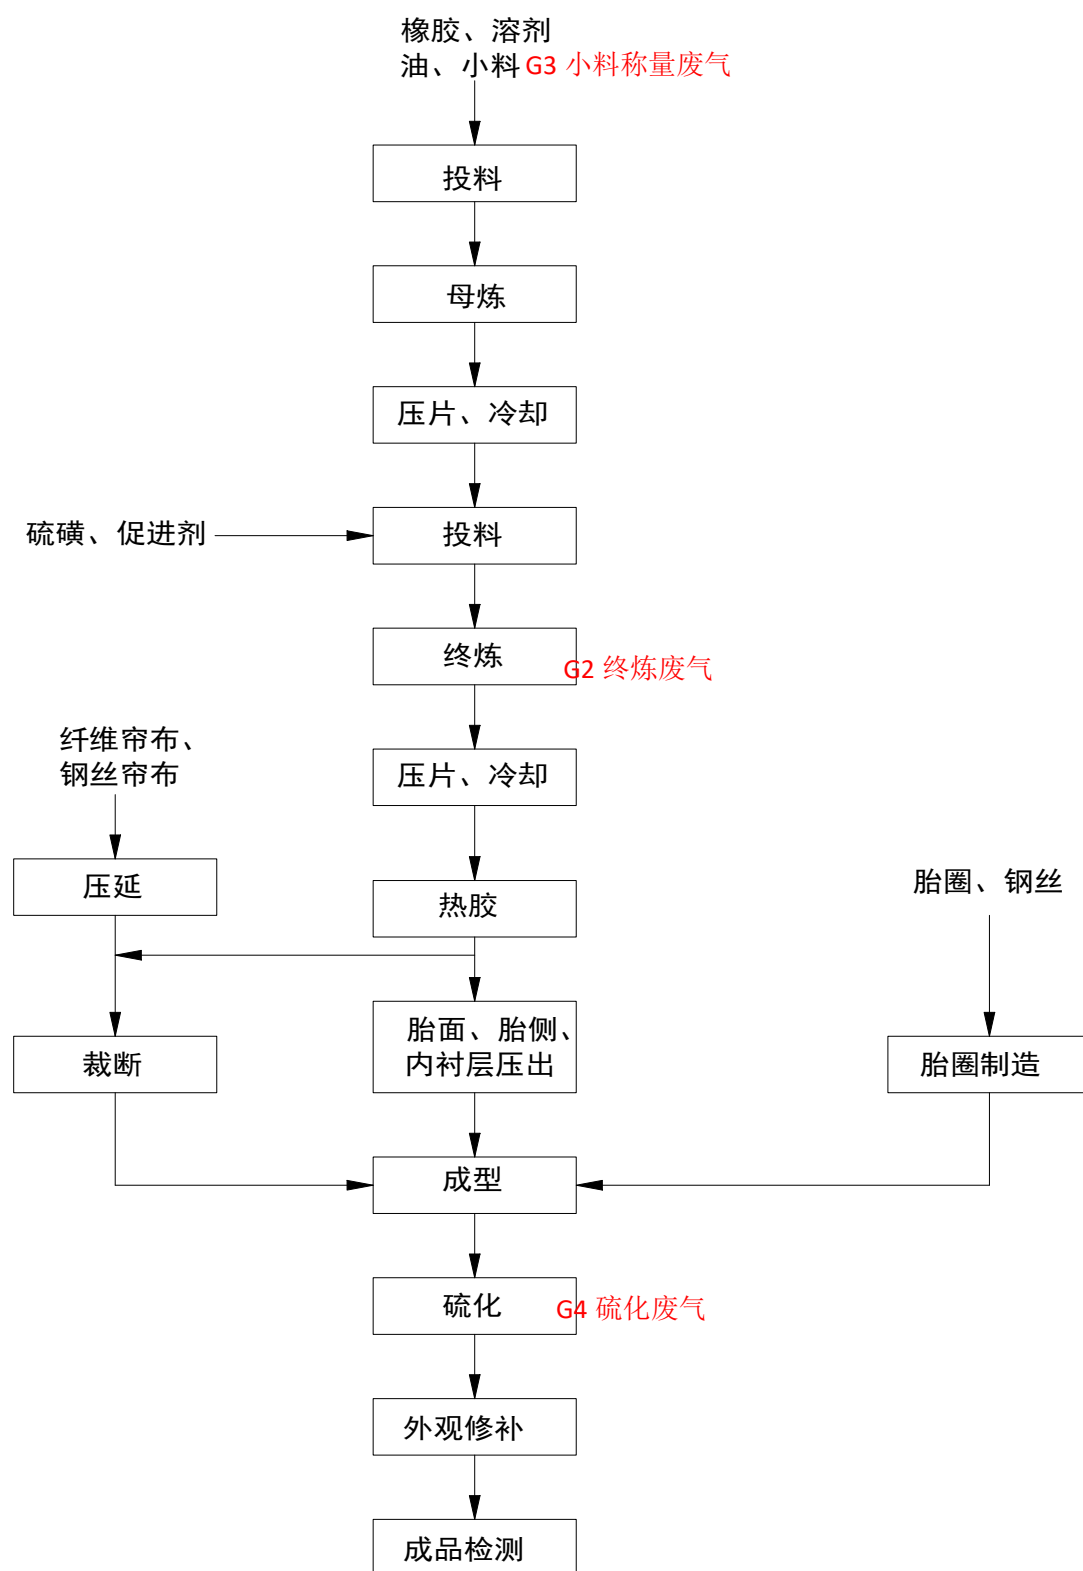 橡胶、溶剂
油、小料 G3 小料称量废气
投料
母炼
压片、冷却
硫磺、促进剂
投料
终炼
G2 终炼废气
纤维帘布、
钢丝帘布
压片、冷却
压延
热胶
胎圈、钢丝
胎面、胎侧、
内衬层压出
裁断
胎圈制造
成型
硫化
G4 硫化废气
外观修补
成品检测